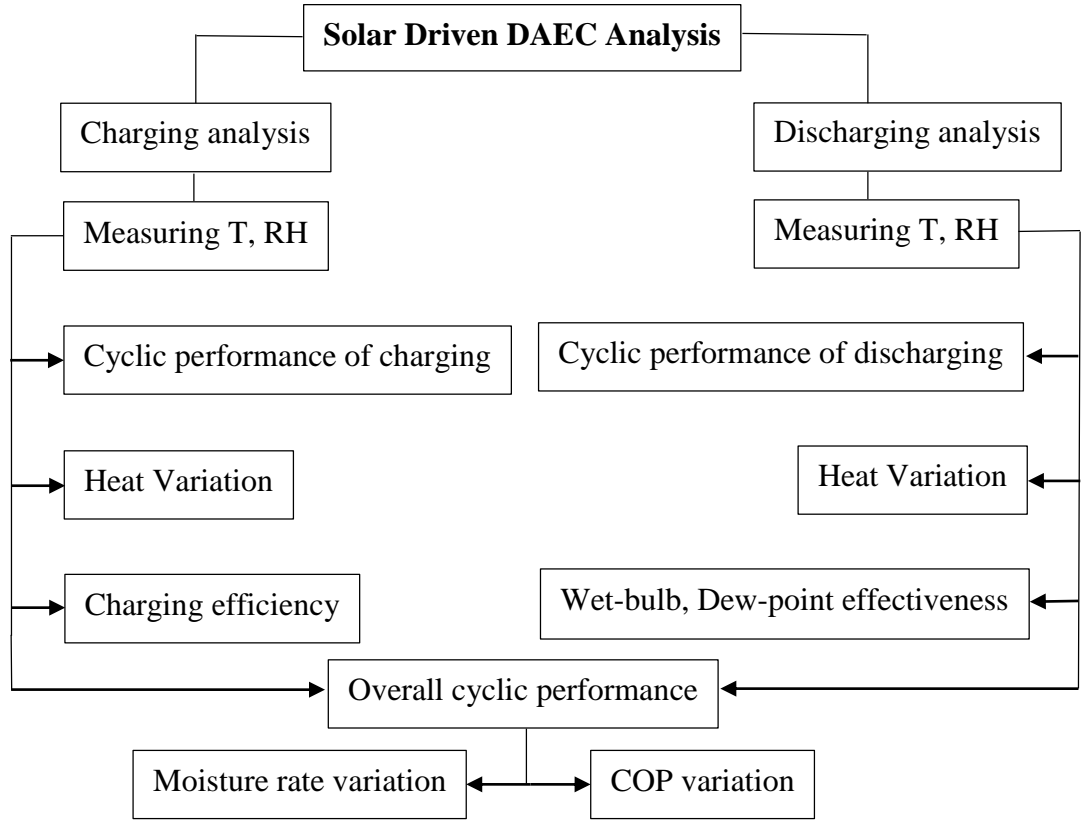 Solar Driven DAEC Analysis
Charging analysis
Discharging analysis
Measuring T, RH
Measuring T, RH
Cyclic performance of charging
Cyclic performance of discharging
Heat Variation
Heat Variation
Charging efficiency
Wet-bulb, Dew-point effectiveness
Overall cyclic performance
Moisture rate variation
COP variation